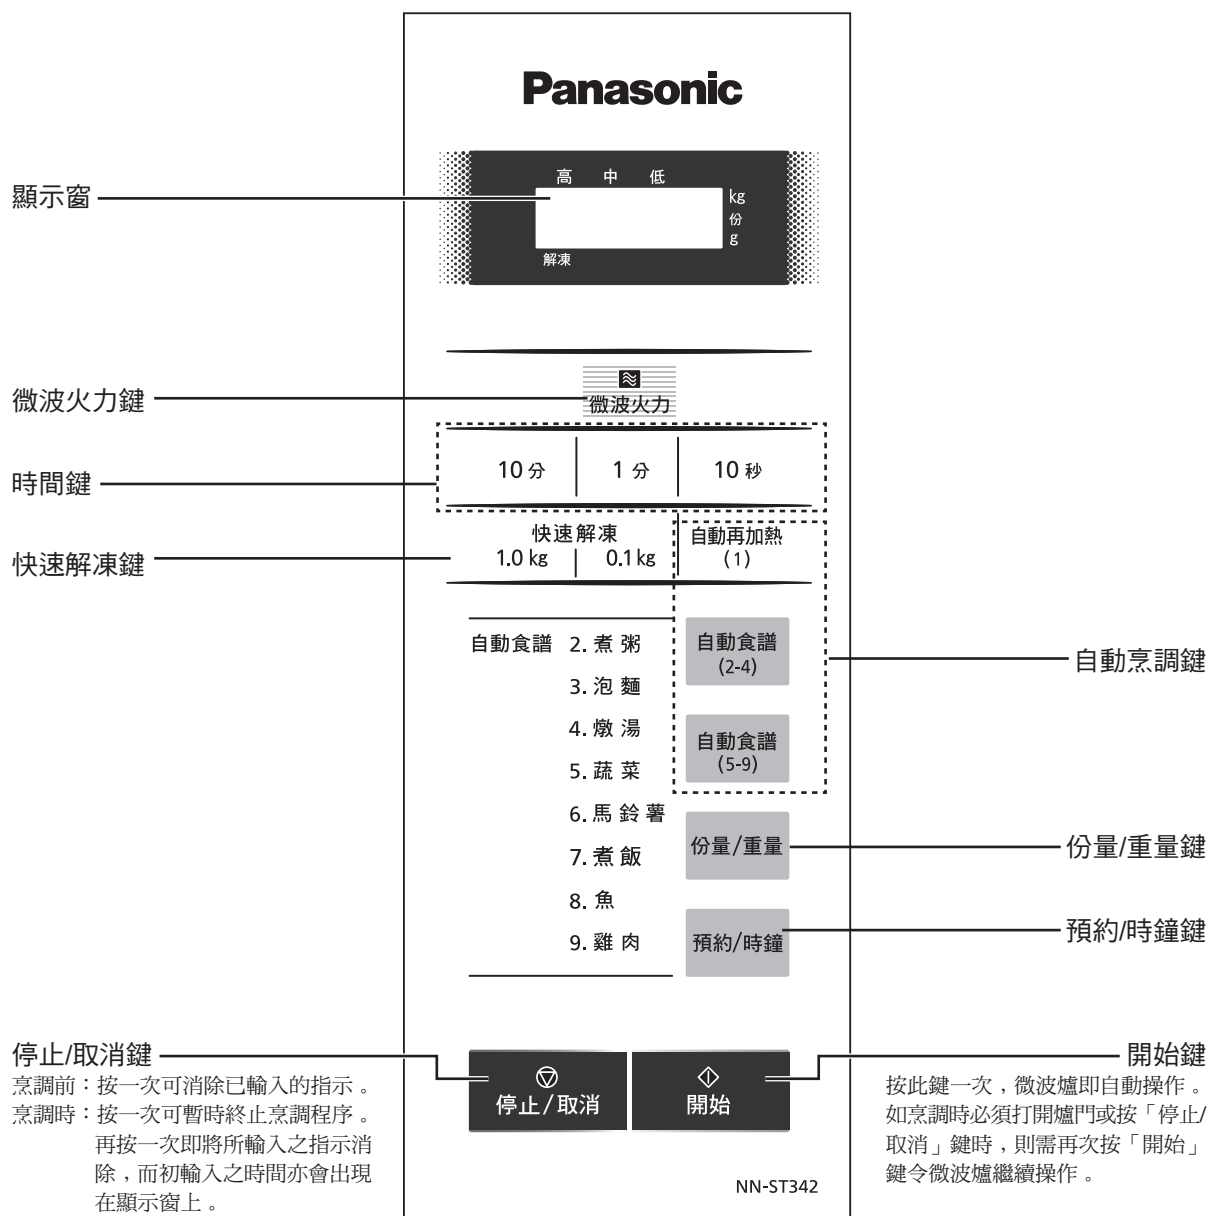 Panasonic
高 中 低
顯示窗
kg
份
g
解凍
微波火力鍵
微波火力
時間鍵
10 分 1 分 10 秒
快速解凍鍵
快速解凍
1.0 kg 0.1 kg
自動再加熱
(1)
自動食譜 2. 煮粥
3. 泡麵
4. 燉湯
5. 蔬菜
6. 馬鈴薯
7. 煮飯
8. 魚
9. 雞肉
自動食譜
(2-4)
自動食譜
(5-9)
自動烹調鍵
份量/重量
份量/重量鍵
預約/時鐘
預約/時鐘鍵
停止/取消鍵
烹調前：按一次可消除已輸入的指示。
烹調時：按一次可暫時終止烹調程序。
再按一次即將所輸入之指示消
除，而初輸入之時間亦會出現
在顯示窗上。
停止/取消
開始
開始鍵
按此鍵一次，微波爐即自動操作。
如烹調時必須打開爐門或按「停止/
取消」鍵時，則需再次按「開始」
鍵令微波爐繼續操作。
NN-ST342